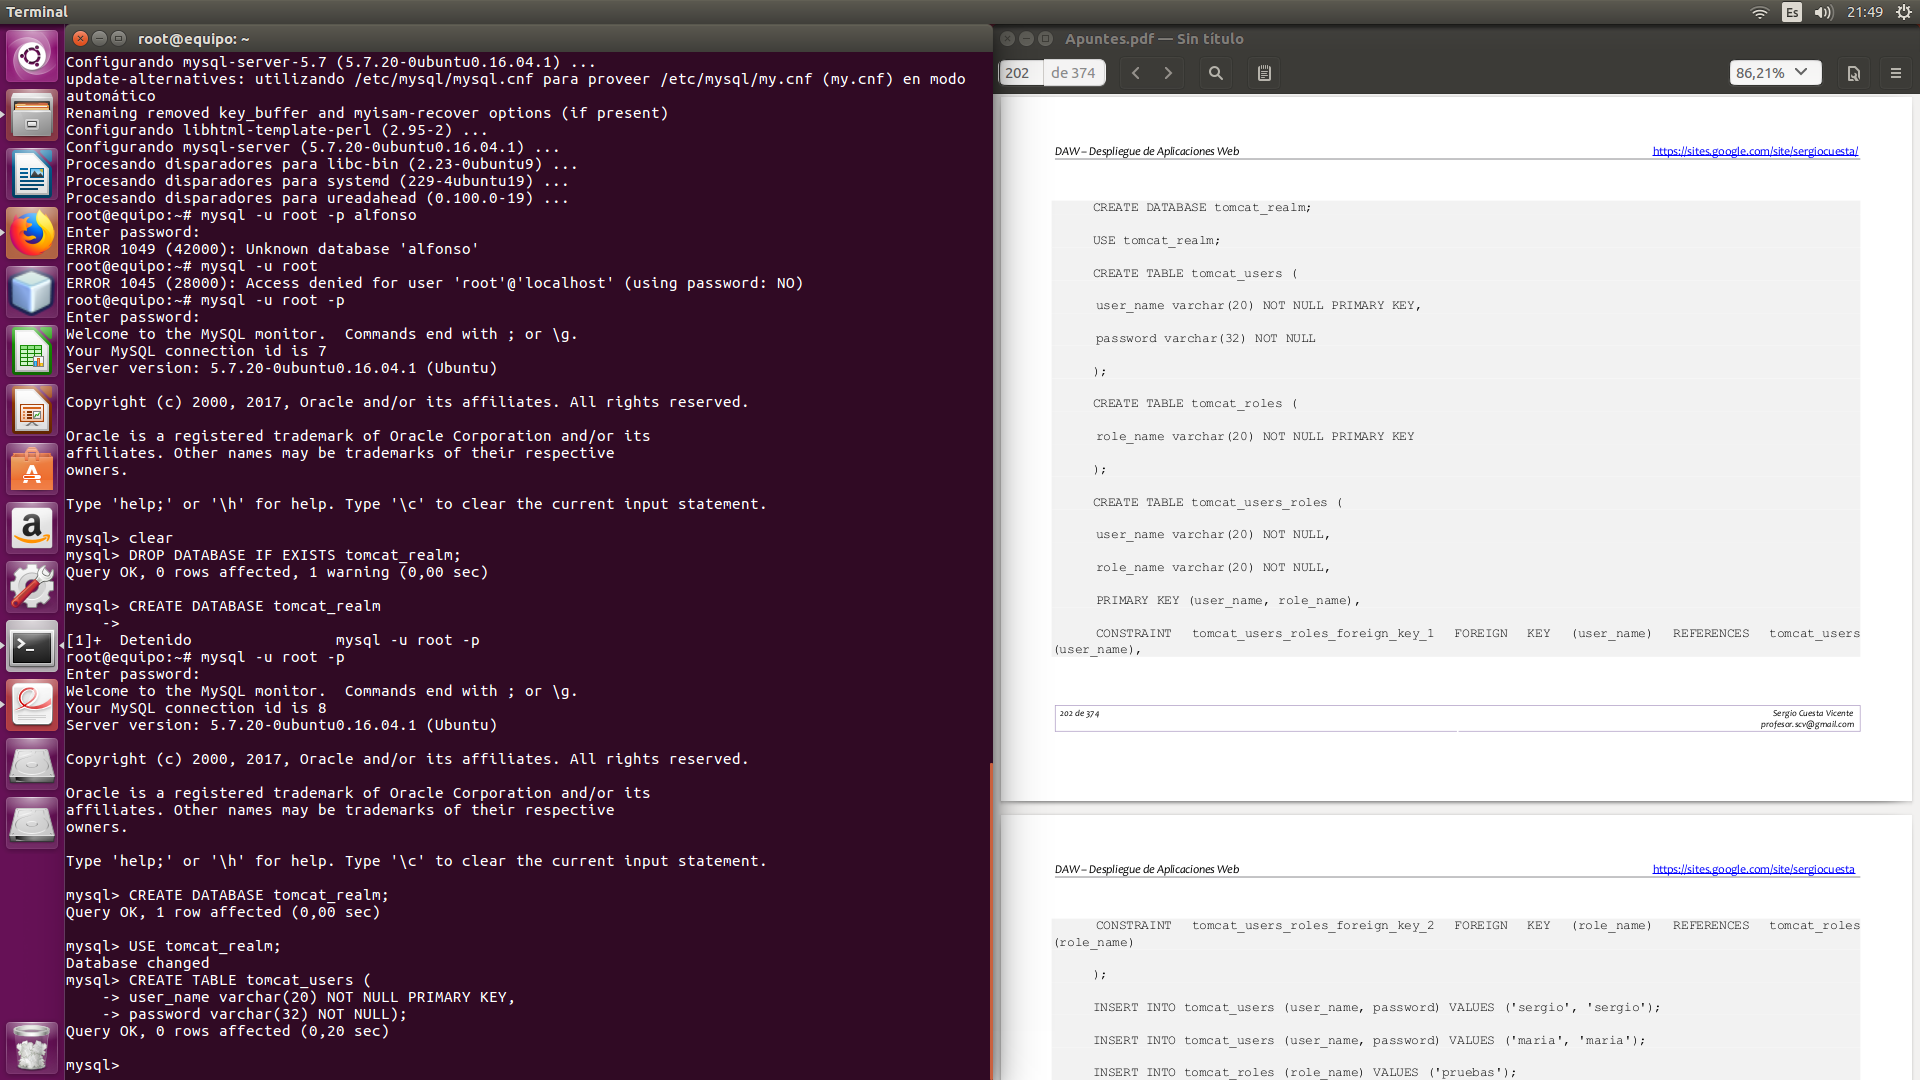 Terminal
Es
21:49
root@equipo: ~
Configurando mysql-server-5.7 (5.7.20-0ubuntu0.16.04.1) ...
update-alternatives: utilizando /etc/mysql/mysql.cnf para proveer /etc/mysql/my.cnf (my.cnf) en modo
automático
Renaming removed key_buffer and myisam-recover options (if present)
Configurando libhtml-template-perl (2.95-2) ...
Configurando mysql-server (5.7.20-0ubuntu0.16.04.1) ...
Procesando disparadores para libc-bin (2.23-0ubuntu9) ...
Procesando disparadores para systemd (229-4ubuntu19) ...
Procesando disparadores para ureadahead (0.100.0-19) ...
root@equipo:~# mysql -u root -p alfonso
Enter password:
ERROR 1049 (42000): Unknown database 'alfonso'
root@equipo:~# mysql -u root
ERROR 1045 (28000): Access denied for user 'root'@'localhost' (using password: NO)
root@equipo:~# mysql -u root -p
Enter password:
Welcome to the MySQL monitor.  Commands end with ; or \g.
Your MySQL connection id is 7
Server version: 5.7.20-0ubuntu0.16.04.1 (Ubuntu)
Copyright (c) 2000, 2017, Oracle and/or its affiliates. All rights reserved.
Oracle is a registered trademark of Oracle Corporation and/or its
affiliates. Other names may be trademarks of their respective
owners.
Type 'help;' or '\h' for help. Type '\c' to clear the current input statement.
mysql> clear
mysql> DROP DATABASE IF EXISTS tomcat_realm;
Query OK, 0 rows affected, 1 warning (0,00 sec)
mysql> CREATE DATABASE tomcat_realm
    ->
[1]+  Detenido                mysql -u root -p
root@equipo:~# mysql -u root -p
Enter password:
Welcome to the MySQL monitor.  Commands end with ; or \g.
Your MySQL connection id is 8
Server version: 5.7.20-0ubuntu0.16.04.1 (Ubuntu)
Copyright (c) 2000, 2017, Oracle and/or its affiliates. All rights reserved.
Oracle is a registered trademark of Oracle Corporation and/or its
affiliates. Other names may be trademarks of their respective
owners.
Type 'help;' or '\h' for help. Type '\c' to clear the current input statement.
mysql> CREATE DATABASE tomcat_realm;
Query OK, 1 row affected (0,00 sec)
mysql> USE tomcat_realm;
Database changed
mysql> CREATE TABLE tomcat_users (
    -> user_name varchar(20) NOT NULL PRIMARY KEY,
    -> password varchar(32) NOT NULL);
Query OK, 0 rows affected (0,20 sec)
mysql>
Apuntes.pdf — Sin título
202 de 374
86,21%
DAW – Despliegue de Aplicaciones Web https://sites.google.com/site/sergiocuesta/
CREATE DATABASE tomcat_realm;
USE tomcat_realm;
CREATE TABLE tomcat_users (
user_name varchar(20) NOT NULL PRIMARY KEY,
password varchar(32) NOT NULL
);
CREATE TABLE tomcat_roles (
role_name varchar(20) NOT NULL PRIMARY KEY
);
CREATE TABLE tomcat_users_roles (
user_name varchar(20) NOT NULL,
role_name varchar(20) NOT NULL,
PRIMARY KEY (user_name, role_name),
CONSTRAINT tomcat_users_roles_foreign_key_1 FOREIGN KEY (user_name) REFERENCES tomcat_users
(user_name),
202 de 374 Sergio Cuesta Vicente
profesor.scv@gmail.com
DAW – Despliegue de Aplicaciones Web https://sites.google.com/site/sergiocuesta
CONSTRAINT tomcat_users_roles_foreign_key_2 FOREIGN KEY (role_name) REFERENCES tomcat_roles
(role_name)
);
INSERT INTO tomcat_users (user_name, password) VALUES ('sergio', 'sergio');
INSERT INTO tomcat_users (user_name, password) VALUES ('maria', 'maria');
INSERT INTO tomcat_roles (role_name) VALUES ('pruebas');